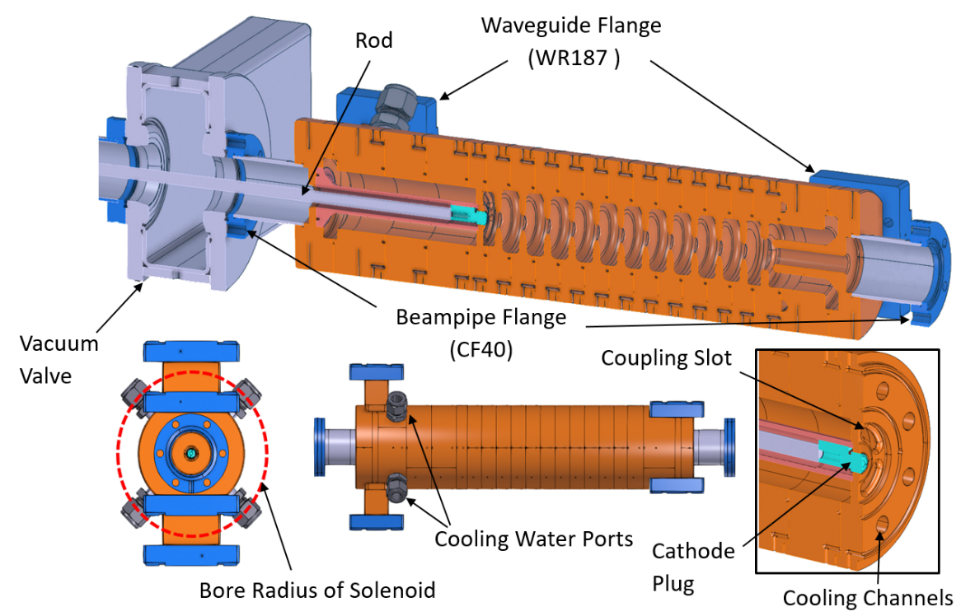 Waveguide Flange
(WR187 )
Rod
Vacuum
Valve
Beampipe Flange
(CF40)
Coupling Slot
Cooling Water Ports
Bore Radius of Solenoid
Cathode
Plug
Cooling Channels